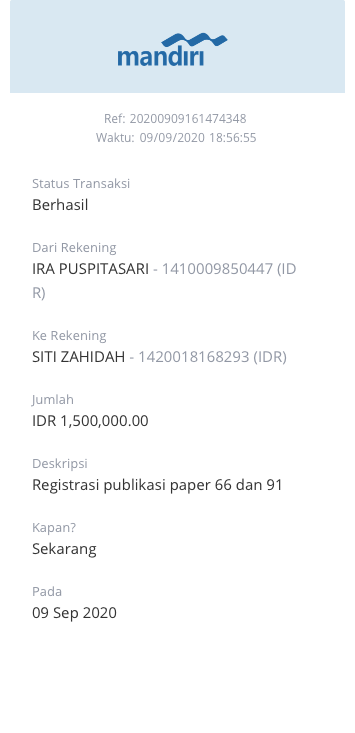 mandiri
Ref: 20200909161474348
Waktu: 09/09/2020 18:56:55
Status Transaksi
Berhasil
Dari Rekening
IRA PUSPITASARI - 1410009850447 (ID
R)
Ke Rekening
SITI ZAHIDAH - 1420018168293 (IDR)
Jumlah
IDR 1,500,000.00
Deskripsi
Registrasi publikasi paper 66 dan 91
Kapan?
Sekarang
Pada
09 Sep 2020